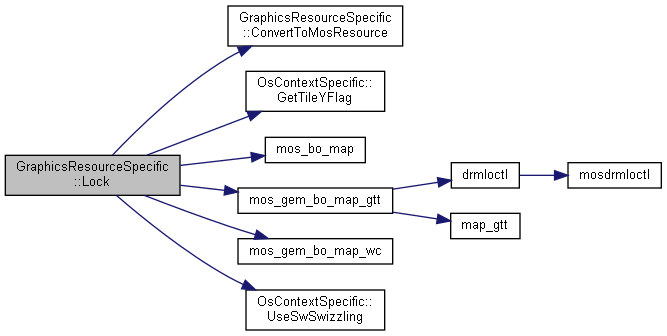 GraphicsResourceSpecific
::ConvertToMosResource
OsContextSpecific::
GetTileYFlag
mos_bo_map
GraphicsResourceSpecific
::Lock
mos_gem_bo_map_gtt
drmIoctl
mosdrmIoctl
map_gtt
mos_gem_bo_map_wc
OsContextSpecific::
UseSwSwizzling